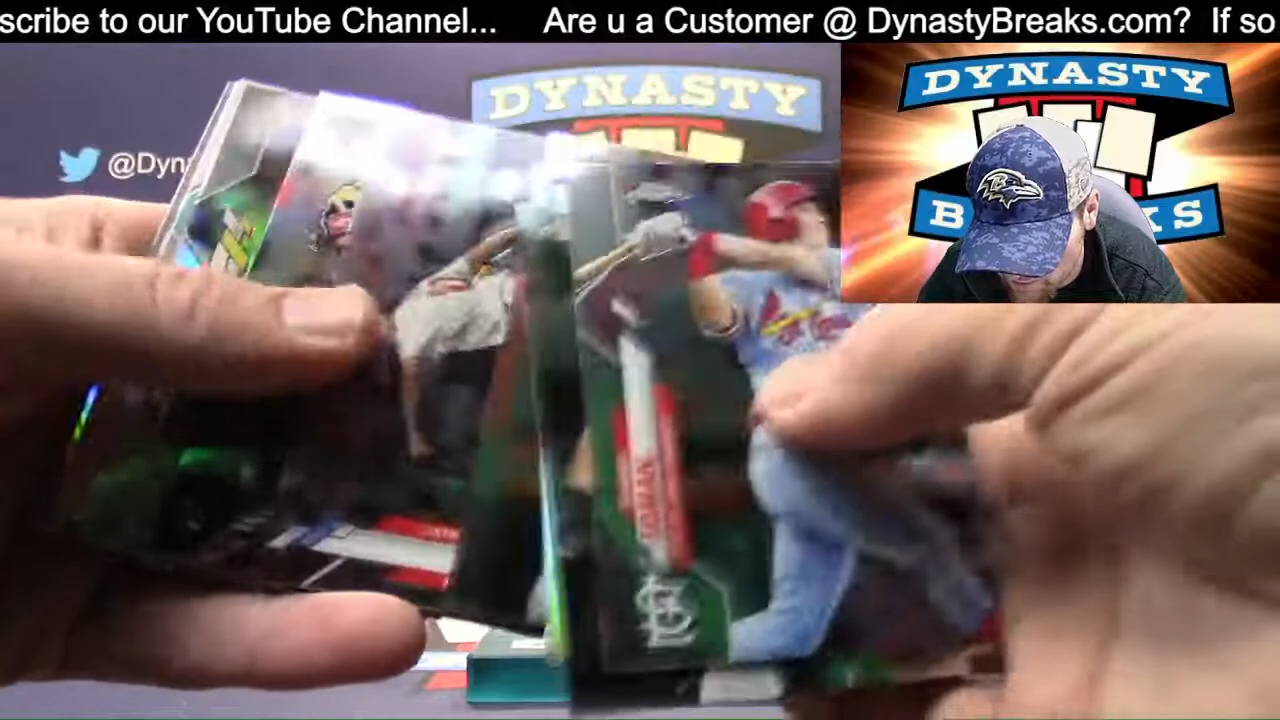 scribe to our YouTube Channel... Are u a Customer @ DynastyBreaks.com? If so
DYNASTY
@Dyn
DYNASTY
B KS